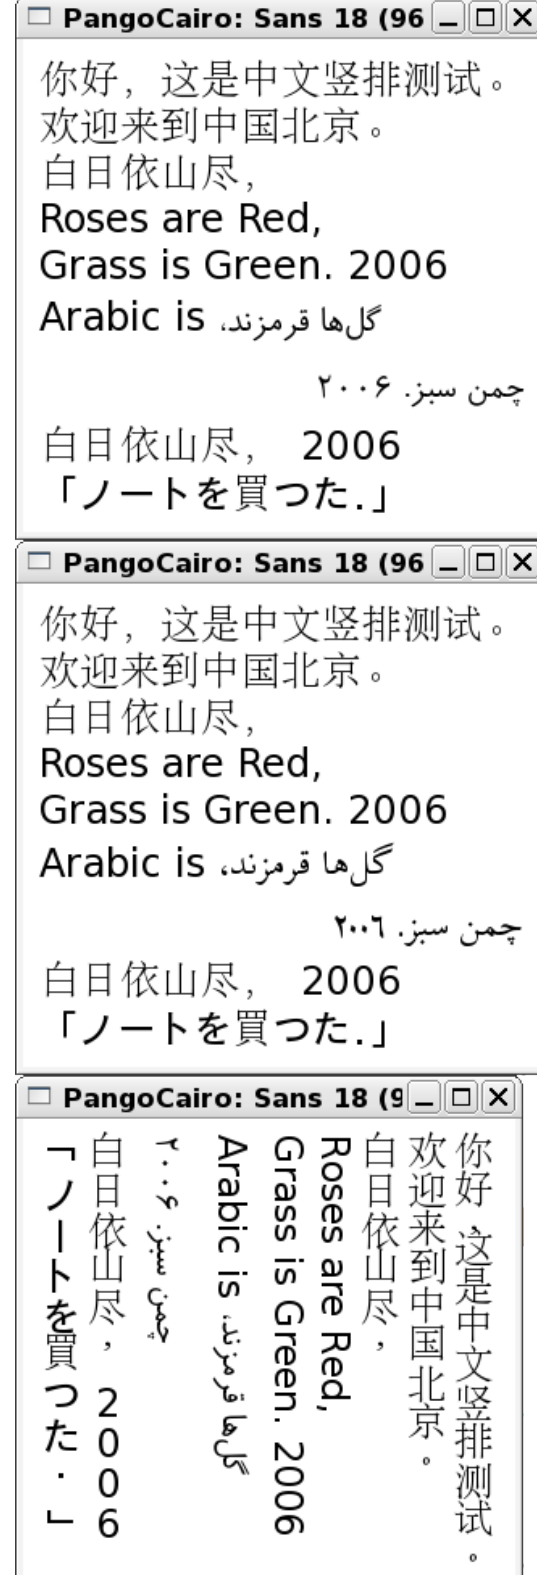 PangoCairo: Sans 18 (96
你好，这是中文竖排测试。
欢迎来到中国北京。
白日依山尽，
Roses are Red,
Grass is Green. 2006
Arabic is گل‌ها قرمزند،
چمن سبز. ۲۰۰۶
白日依山尽， 2006
「ノートを買つた.」
PangoCairo: Sans 18 (96
你好，这是中文竖排测试。
欢迎来到中国北京。
白日依山尽，
Roses are Red,
Grass is Green. 2006
Arabic is گل‌ها قرمزند،
چمن سبز. ۲۰۰۶
白日依山尽， 2006
「ノートを買つた.」
PangoCairo: Sans 18 (9
你好，这是中文竖排测试。
欢迎来到中国北京。
白日依山尽，
Roses are Red,
Grass is Green. 2006
Arabic is گل‌ها قرمزند،
چمن سبز. ۲۰۰۶
白日依山尽， 2006
「ノートを買つた.」